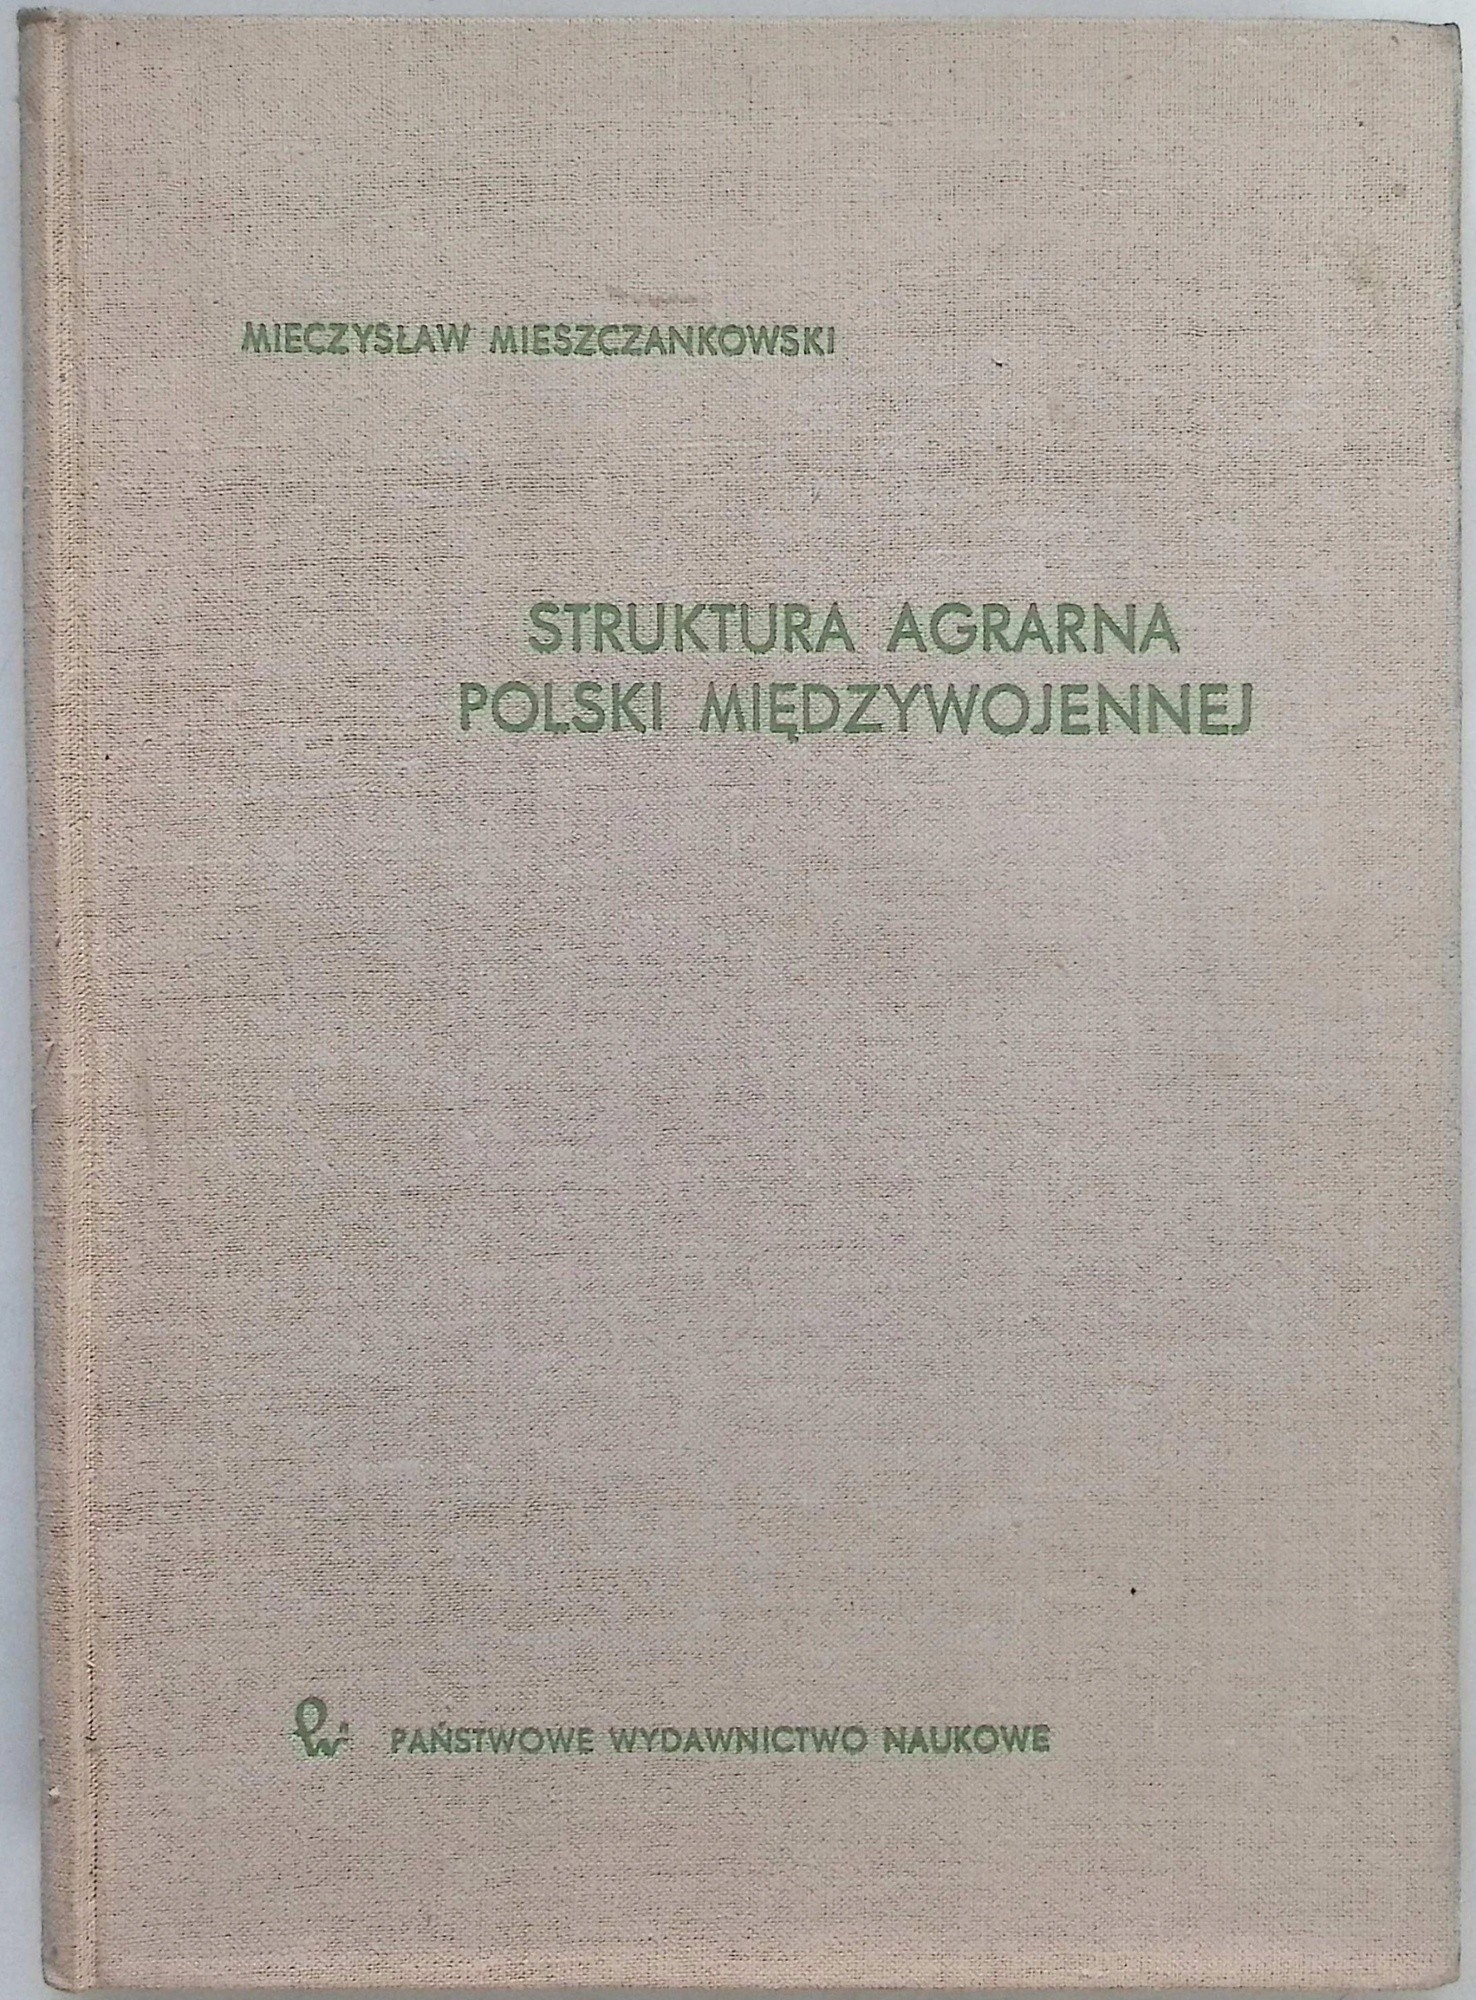 MIECZYSŁAW MIESZCZANKOWSKI
STRUKTURA AGRARNA
POLSKI MIĘDZYWOJENNEJ
PAŃSTWOWE WYDAWNICTWO NAUKOWE